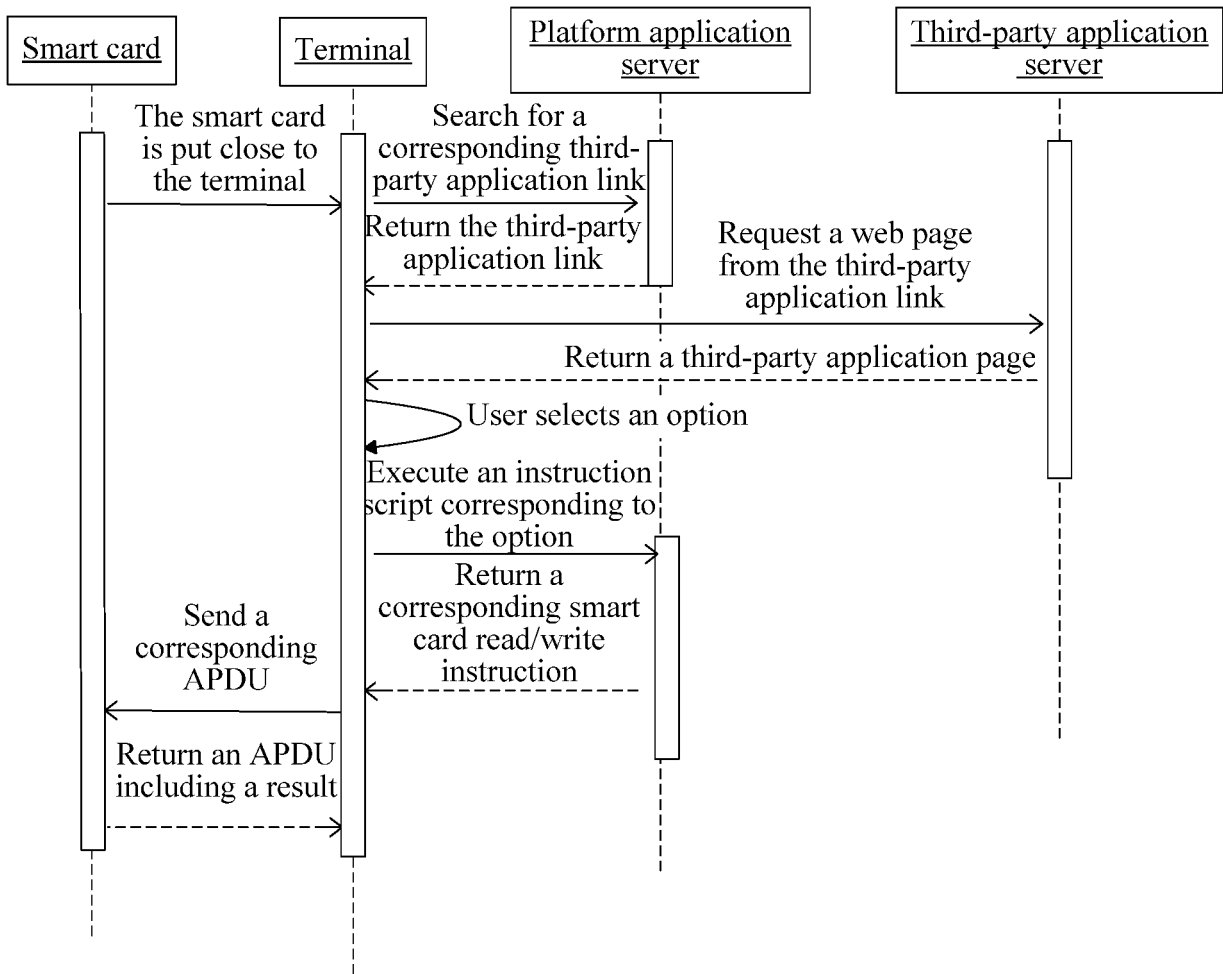 Smart card
Terminal
Platform application
server
Third-party application
server
The smart card
is put close to
the terminal
Search for a
corresponding third-
party application link
Return the third-party
application link
Request a web page
from the third-party
application link
Return a third-party application page
User selects an option
Execute an instruction
script corresponding to
the option
Return a
corresponding smart
card read/write
instruction
Send a
corresponding
APDU
Return an APDU
including a result